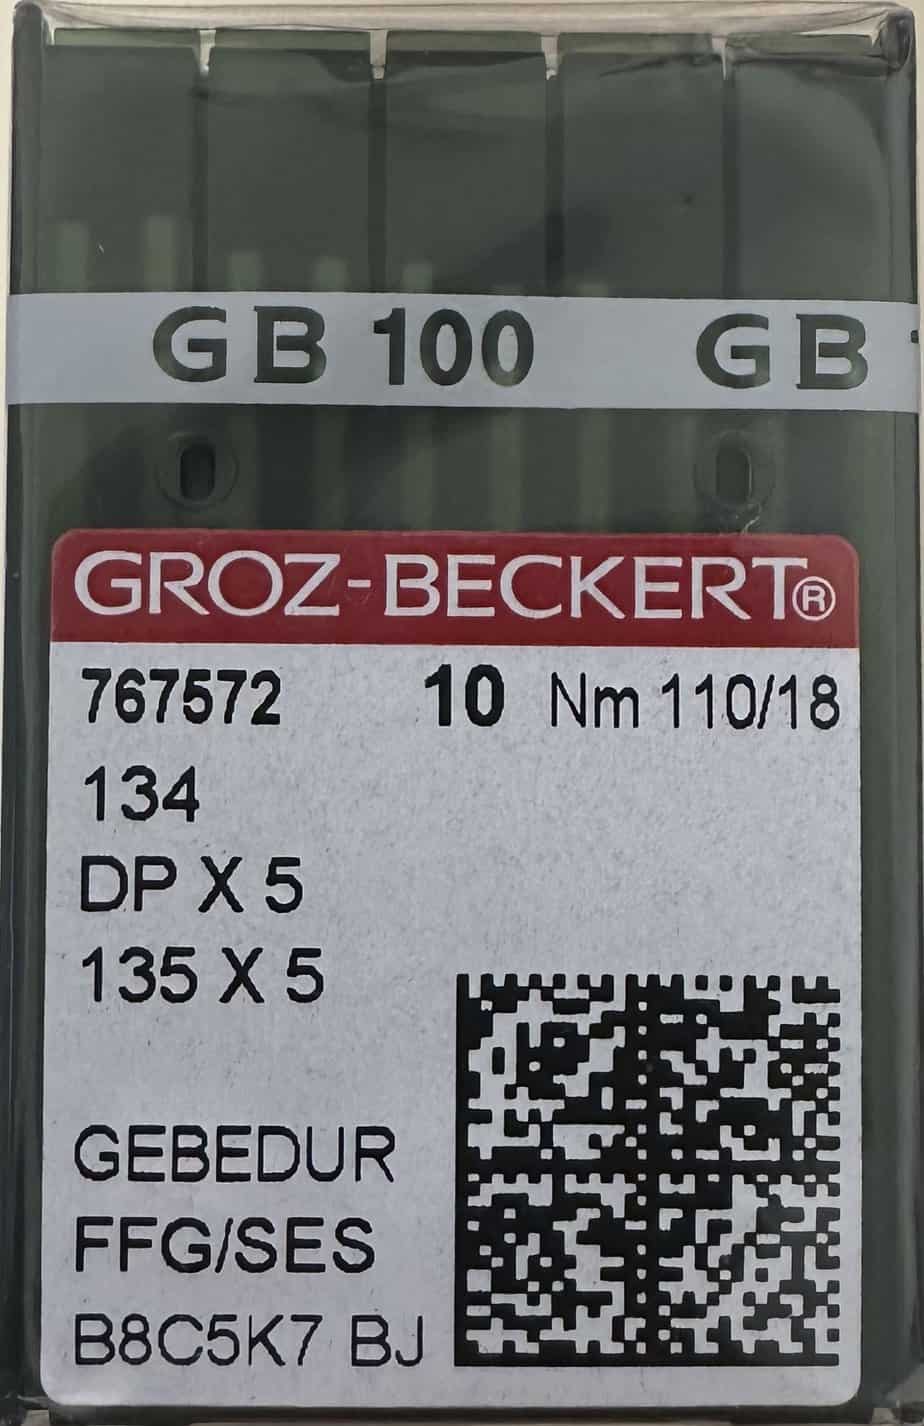 GB 100 GB
GROZ-BECKERT®
767572 10 Nm 110/18
134
DP X 5
135 X 5
GEBEDUR
FFG/SES
B8C5K7 BJ